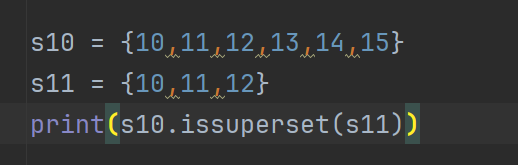 s10 = {10,11,12,13,14,15}
s11 = {10,11,12}
print(s10.issuperset(s11))